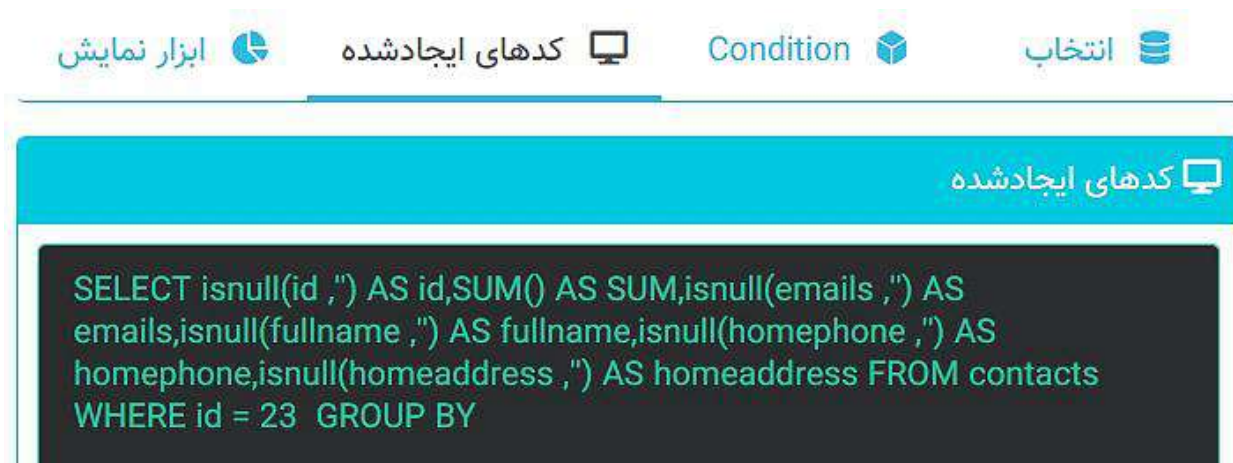 انتخاب
Condition
کدهای ایجادشده
ابزار نمایش
کدهای ایجادشده
SELECT isnull(id ,'') AS id,SUM() AS SUM,isnull(emails ,'') AS
emails,isnull(fullname ,'') AS fullname,isnull(homephone ,'') AS
homephone,isnull(homeaddress ,'') AS homeaddress FROM contacts
WHERE id = 23  GROUP BY